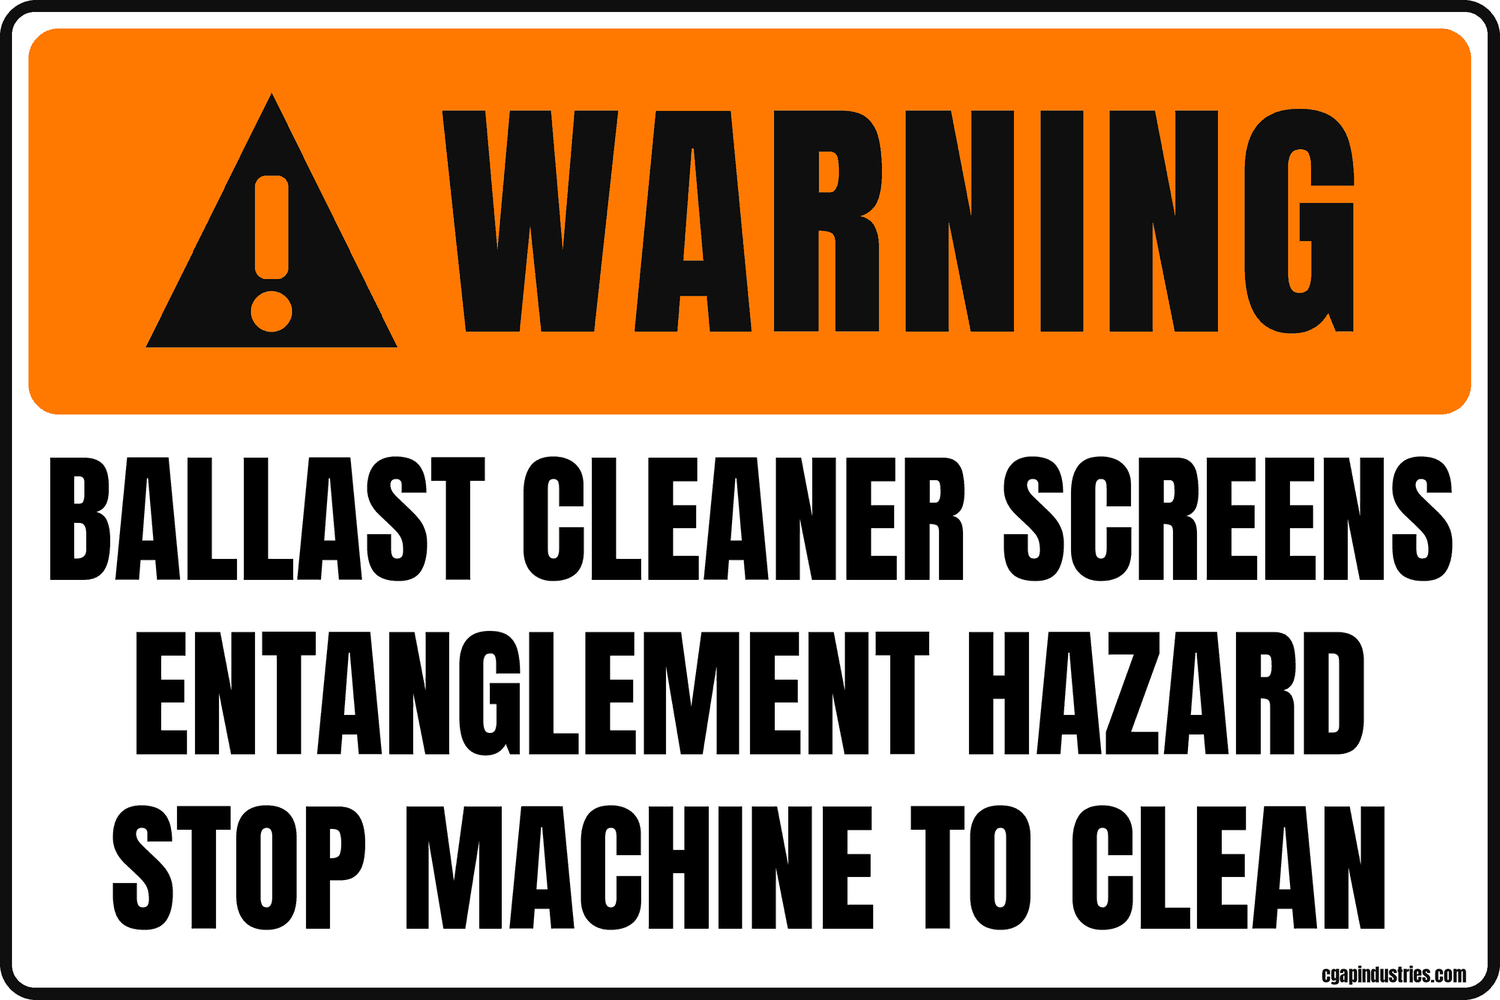 WARNING
BALLAST CLEANER SCREENS
ENTANGLEMENT HAZARD
STOP MACHINE TO CLEAN
cgapindustries.com